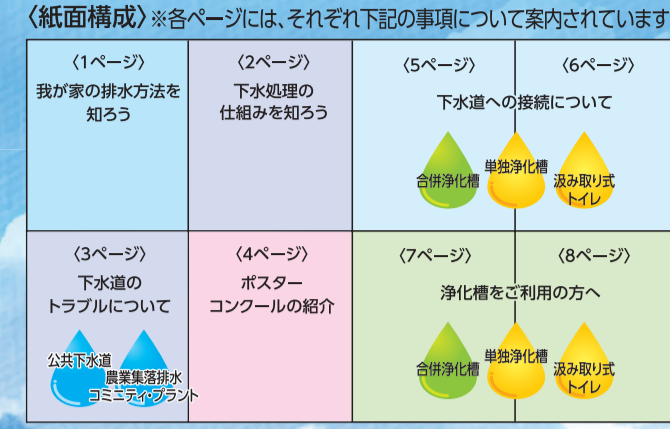 〈紙面構成〉※各ページには、それぞれ下記の事項について案内されています
〈1ページ〉
我が家の排水方法を
知ろう
〈2ページ〉
下水処理の
仕組みを知ろう
〈5ページ〉
〈6ページ〉
下水道への接続について
合併浄化槽
単独浄化槽
汲み取り式
トイレ
〈3ページ〉
下水道の
トラブルについて
公共下水道
農業集落排水
コミニティ・プラント
〈4ページ〉
ポスター
コンクールの紹介
〈7ページ〉
〈8ページ〉
浄化槽をご利用の方へ
合併浄化槽
単独浄化槽
汲み取り式
トイレ